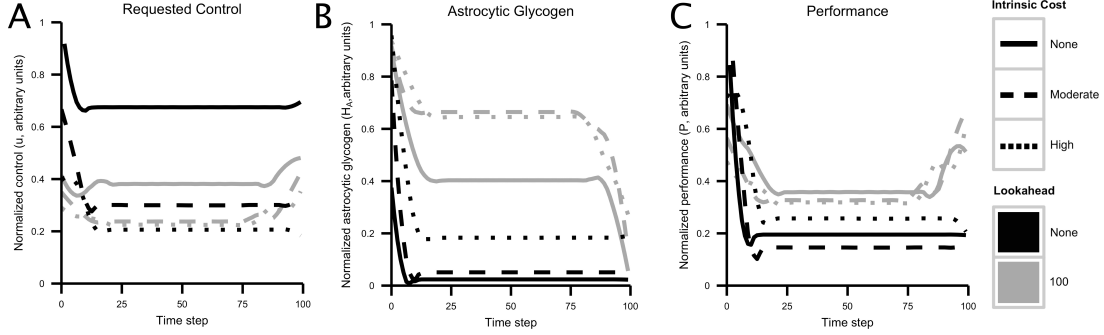 A
Requested Control
Normalized control (u, arbitrary units)
1
0.8
0.6
0.4
0.2
0
0 25 50 75 100
Time step
B
Astrocytic Glycogen
Normalized astrocytic glycogen (HA, arbitrary units)
1
0.8
0.6
0.4
0.2
0
0 25 50 75 100
Time step
C
Performance
Normalized performance (P, arbitrary units)
1
0.8
0.6
0.4
0.2
0
0 25 50 75 100
Time step
Intrinsic Cost
None
Moderate
High
Lookahead
None
100